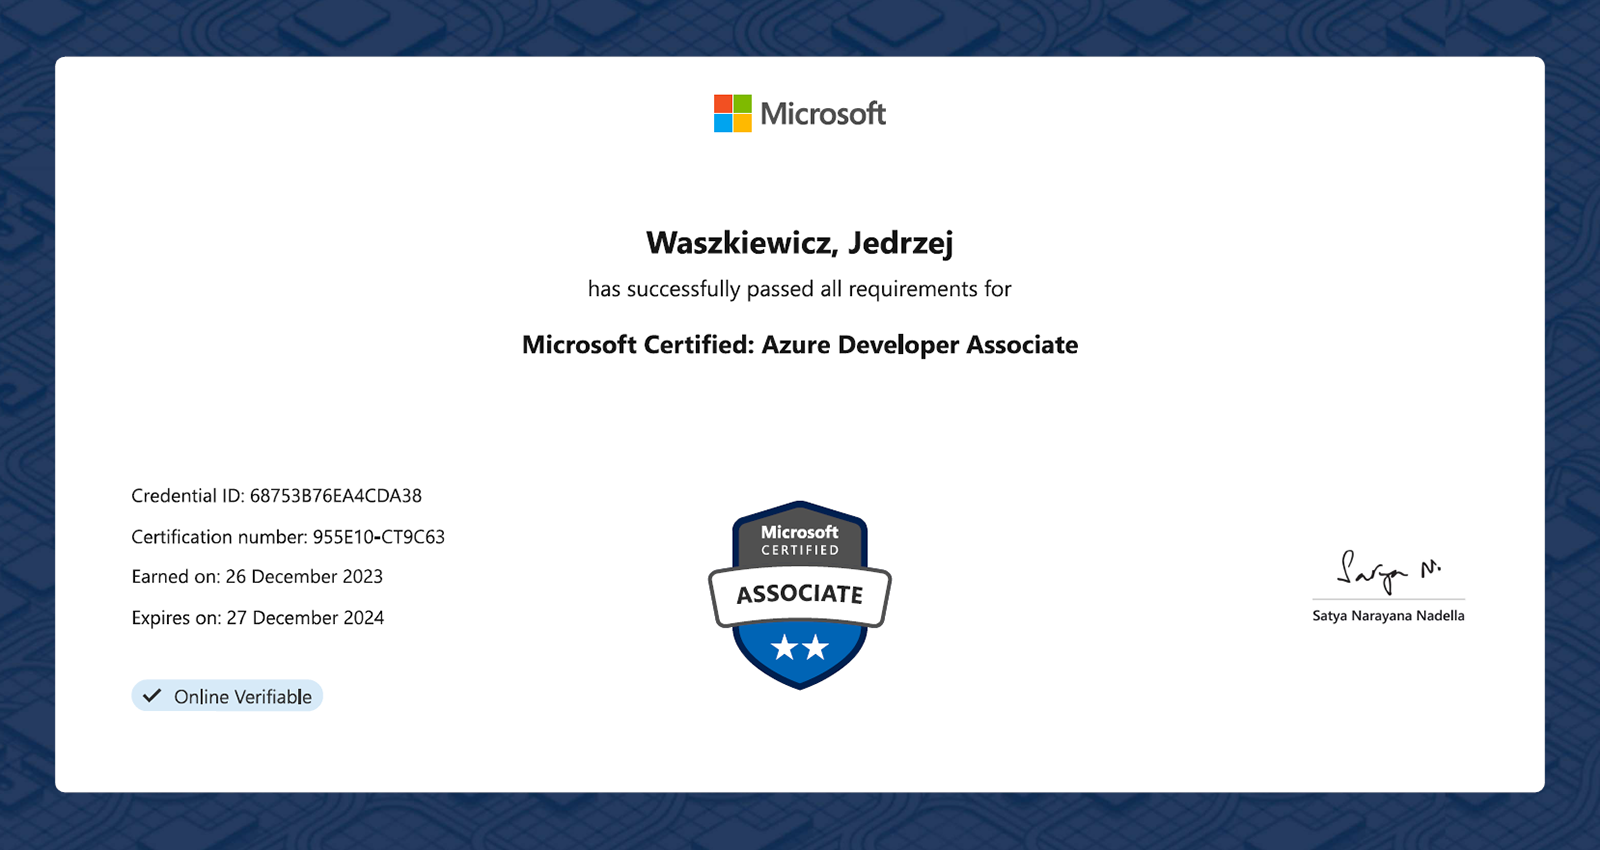 Microsoft
Waszkiewicz, Jedrzej
has successfully passed all requirements for
Microsoft Certified: Azure Developer Associate
Credential ID: 68753B76EA4CDA38
Certification number: 955E10-CT9C63
Earned on: 26 December 2023
Expires on: 27 December 2024
Online Verifiable
Microsoft
CERTIFIED
ASSOCIATE
Satya N.
Satya Narayana Nadella